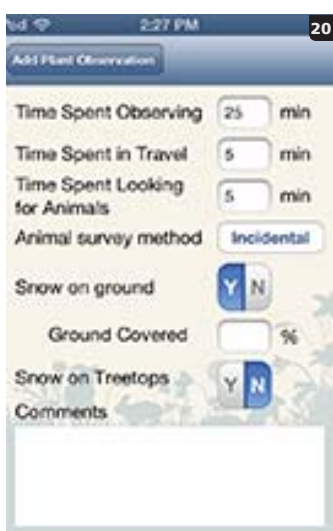 od 2:27 PM 20
Add Plant Observation
Time Spent Observing 25 min
Time Spent in Travel 5 min
Time Spent Looking
for Animals 5 min
Animal survey method Incidental
Snow on ground Y N
Ground Covered %
Snow on Treetops Y N
Comments